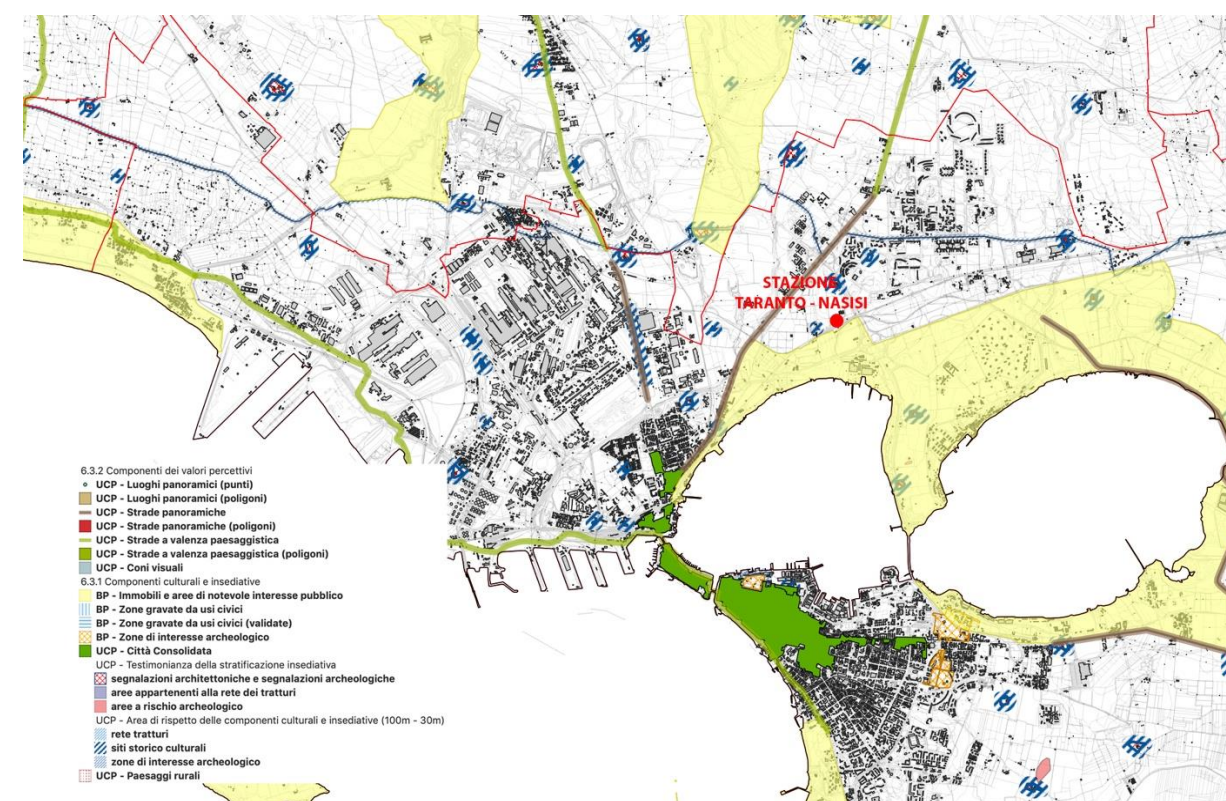 STAZIONE
TARANTO - NASISI
6.3.2 Componenti dei valori percettivi
UCP - Luoghi panoramici (punti)
UCP - Luoghi panoramici (poligoni)
UCP - Strade panoramiche
UCP - Strade panoramiche (poligoni)
UCP - Strade a valenza paesaggistica
UCP - Strade a valenza paesaggistica (poligoni)
UCP - Coni visuali
6.3.1 Componenti culturali e insediative
BP - Immobili e aree di notevole interesse pubblico
BP - Zone gravate da usi civici
BP - Zone gravate da usi civici (validate)
BP - Zone di interesse archeologico
UCP - Città Consolidata
UCP - Testimonianza della stratificazione insediativa
segnalazioni architettoniche e segnalazioni archeologiche
aree appartenenti alla rete dei tratturi
aree a rischio archeologico
UCP - Area di rispetto delle componenti culturali e insediative (100m - 30m)
rete tratturi
siti storico culturali
zone di interesse archeologico
UCP - Paesaggi rurali